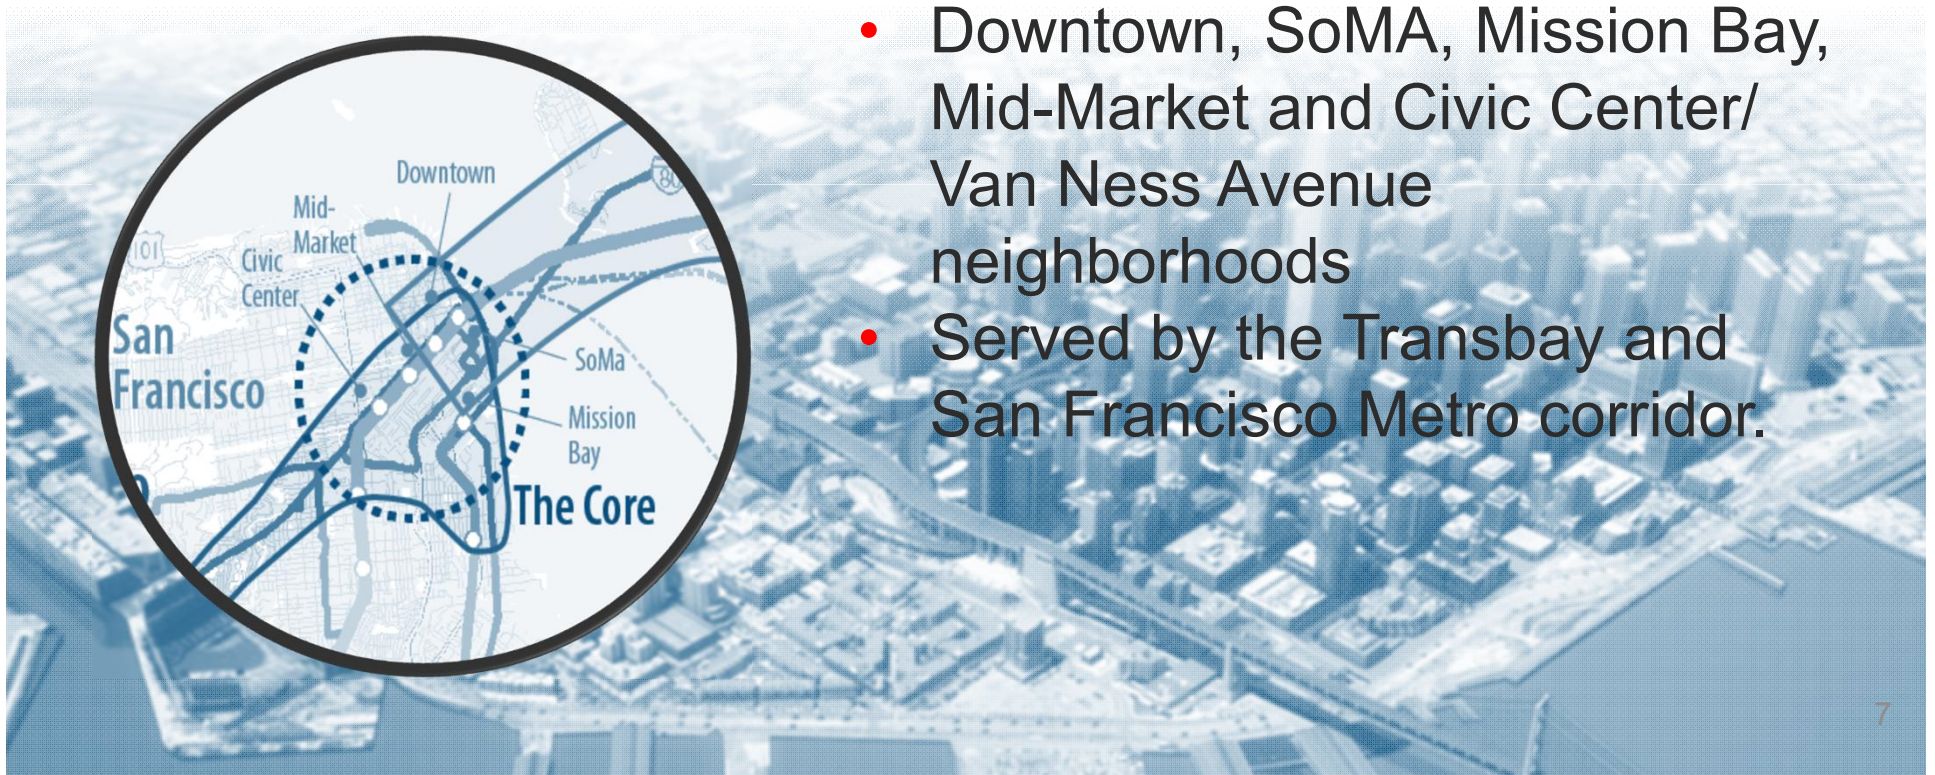 • Downtown, SoMA, Mission Bay,
Mid-Market and Civic Center/
Van Ness Avenue
neighborhoods
• Served by the Transbay and
San Francisco Metro corridor.
Downtown
80
Mid-
Market
101
Civic
Center
San
Francisco
SoMa
Mission
Bay
The Core
7